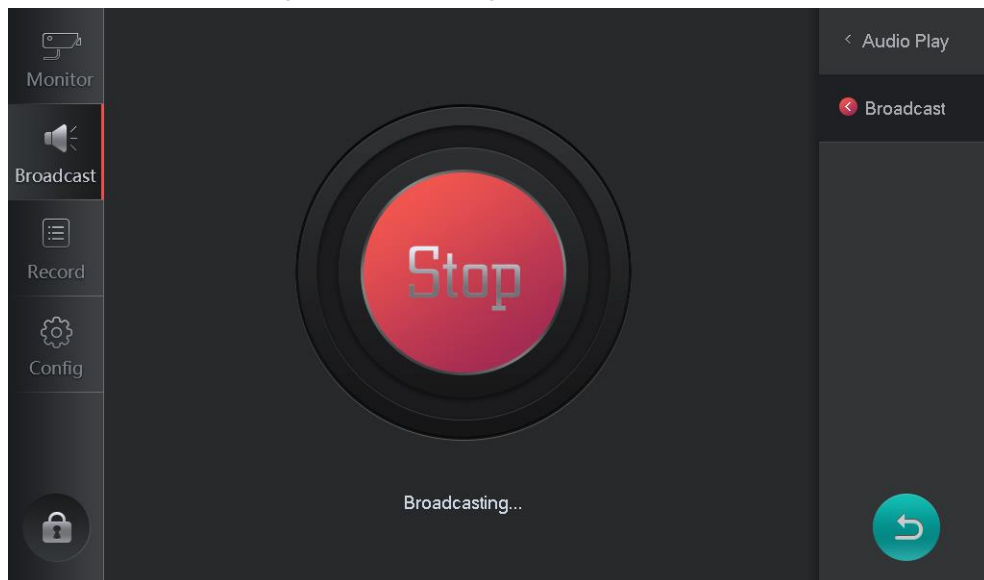 Monitor
Broadcast
Record
Config
Stop
Broadcasting...
Audio Play
Broadcast